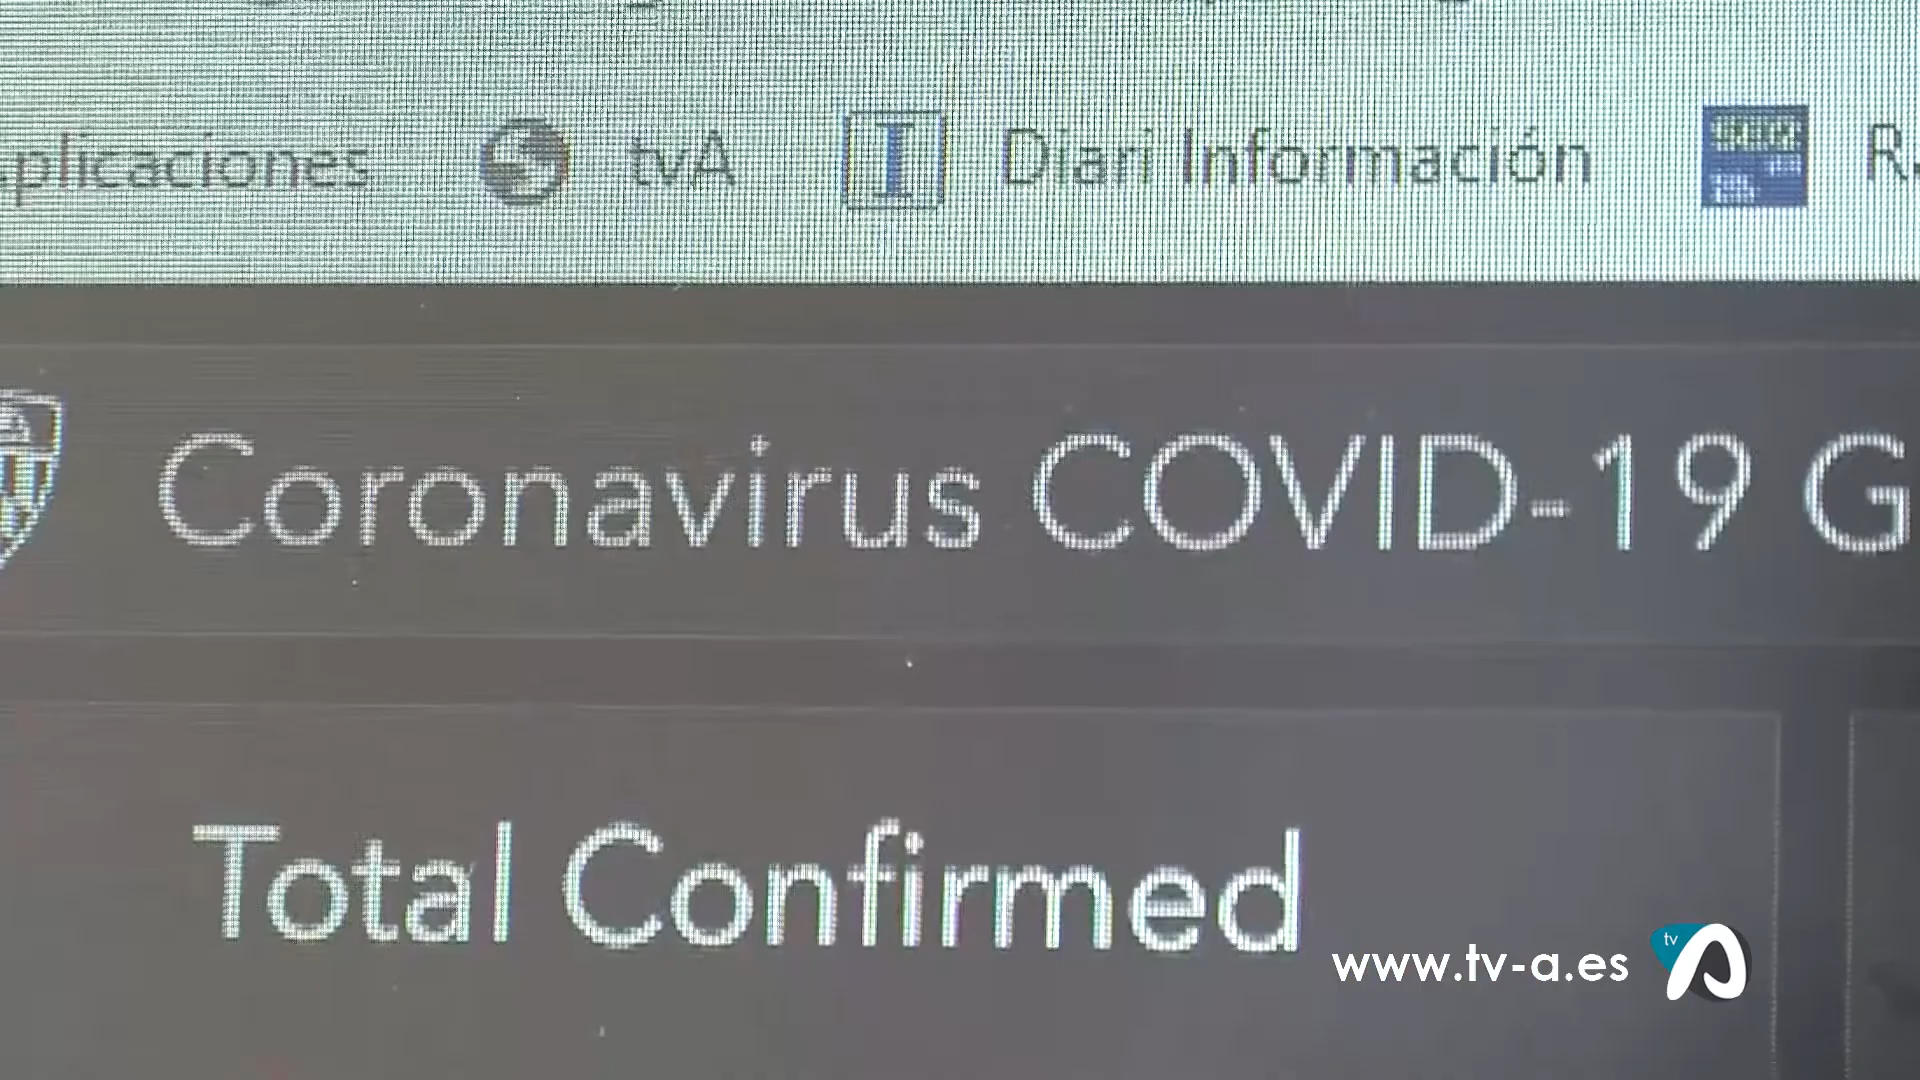 plicaciones tvA Diari Información R
Coronavirus COVID-19 G
Total Confirmed
www.tv-a.es tv A